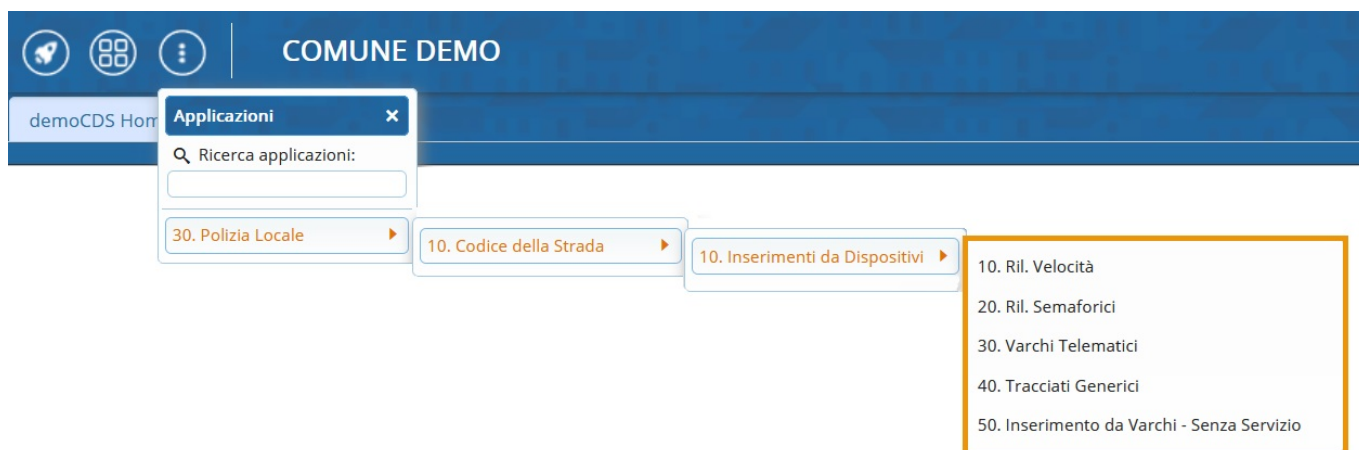 COMUNE DEMO
demoCDS Hom
Applicazioni
Ricerca applicazioni:
30. Polizia Locale
10. Codice della Strada
10. Inserimenti da Dispositivi
10. Ril. Velocità
20. Ril. Semaforici
30. Varchi Telematici
40. Tracciati Generici
50. Inserimento da Varchi - Senza Servizio